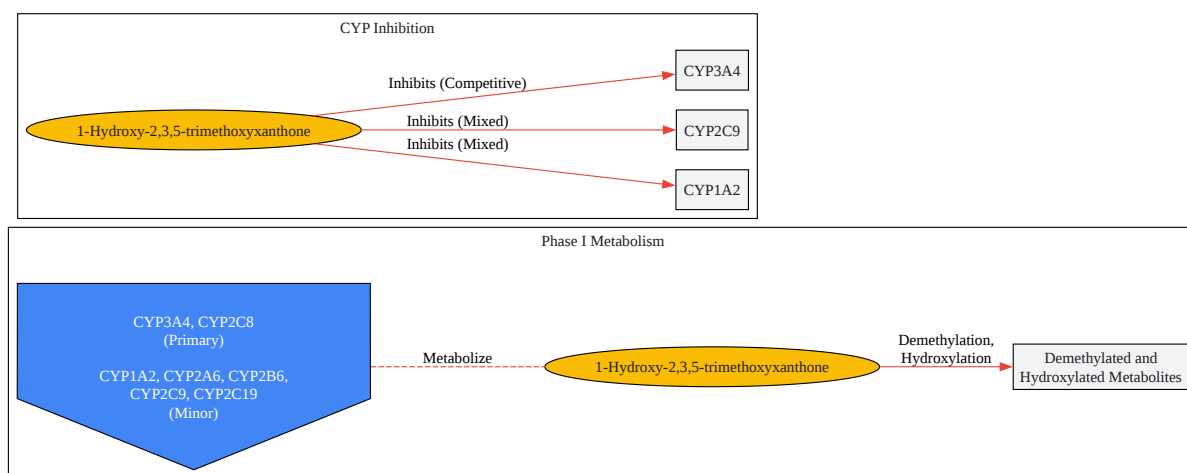 CYP Inhibition
CYP3A4
Inhibits (Competitive)
1-Hydroxy-2,3,5-trimethoxyxanthone
Inhibits (Mixed)
CYP2C9
Inhibits (Mixed)
CYP1A2
Phase I Metabolism
CYP3A4, CYP2C8
(Primary)
CYP1A2, CYP2A6, CYP2B6,
CYP2C9, CYP2C19
(Minor)
Metabolize
1-Hydroxy-2,3,5-trimethoxyxanthone
Demethylation,
Hydroxylation
Demethylated and
Hydroxylated Metabolites